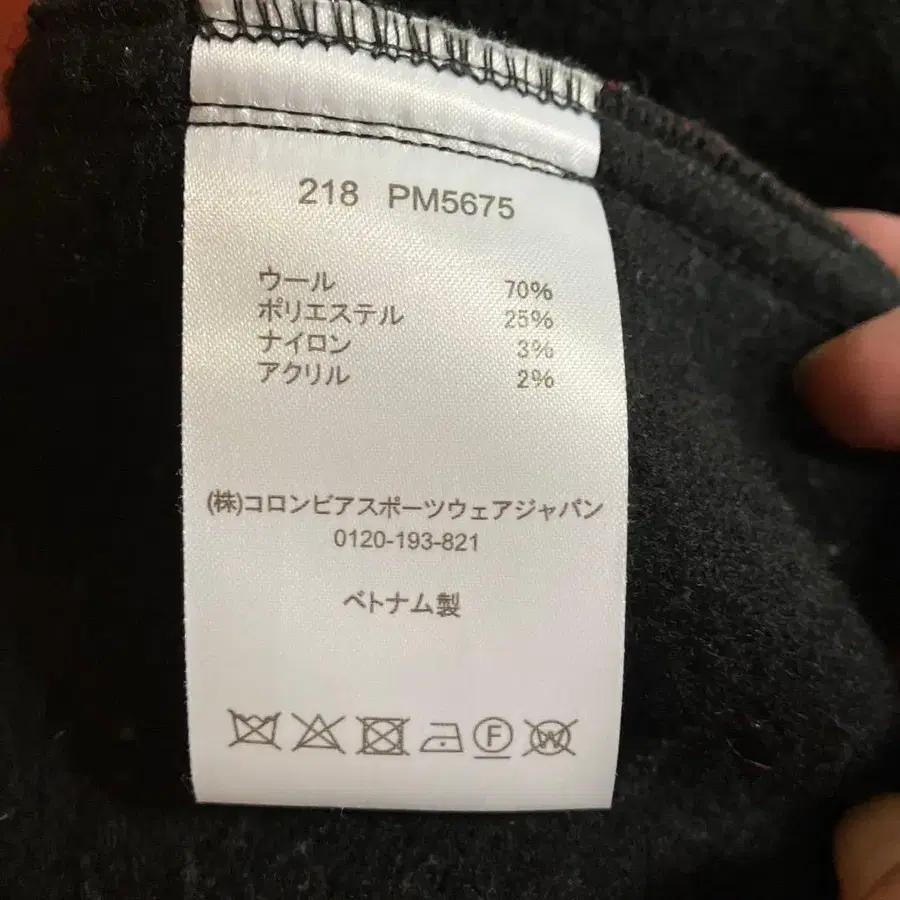 218 PM5675
ウール 70%
ポリエステル 25%
ナイロン 3%
アクリル 2%
(株)コロンビアスポーツウェアジャパン
0120-193-821
ベトナム製
F W